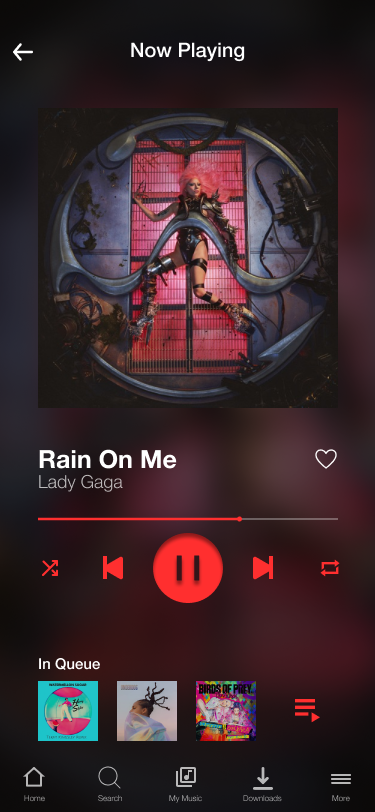 Now Playing
Rain On Me
Lady Gaga
In Queue
BIRDS OF PREY
Home
Search
My Music
Downloads
More